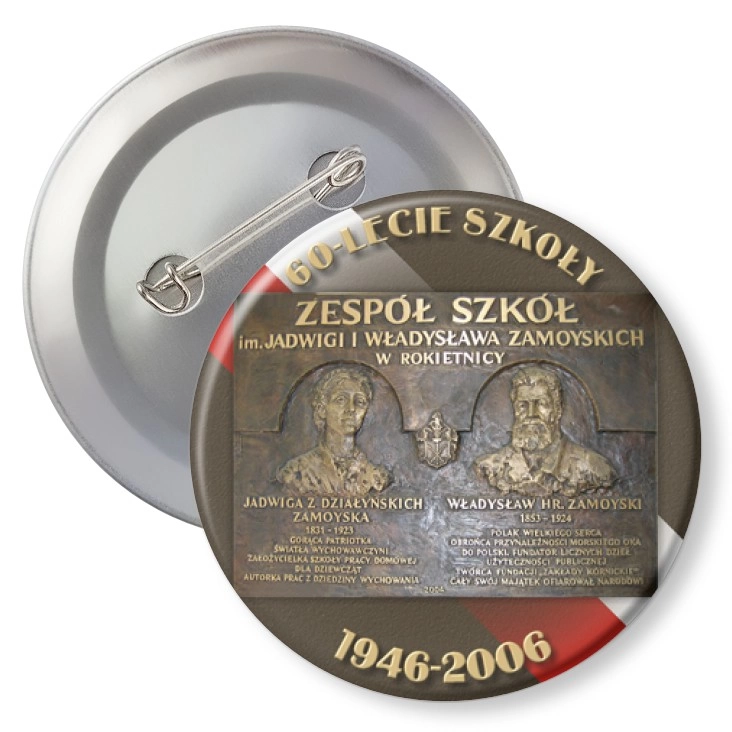 60-LECIE SZKOŁY
ZESPÓŁ SZKÓŁ
im. JADWIGI I WŁADYSŁAWA ZAMOYSKICH
W ROKIETNICY
JADWIGA Z DZIAŁYŃSKICH
ZAMOYSKA
1831 - 1923
GORĄCA PATRIOTKA
ŚWIATŁA WYCHOWAWCZYNI
ZAŁOŻYCIELKA SZKOŁY PRACY DOMOWEJ
DLA DZIEWCZĄT
AUTORKA PRAC Z DZIEDZINY WYCHOWANIA
WŁADYSŁAW HR. ZAMOYSKI
1853 - 1924
POLAK WIELKIEGO SERCA
OBROŃCA PRZYNALEŻNOŚCI MORSKIEGO OKA
DO POLSKI, FUNDATOR LICZNYCH DZIEŁ
UŻYTECZNOŚCI PUBLICZNEJ
TWÓRCA FUNDACJI „ZAKŁADY KÓRNICKIE"
CAŁY SWÓJ MAJĄTEK OFIAROWAŁ NARODOWI
2004
1946-2006